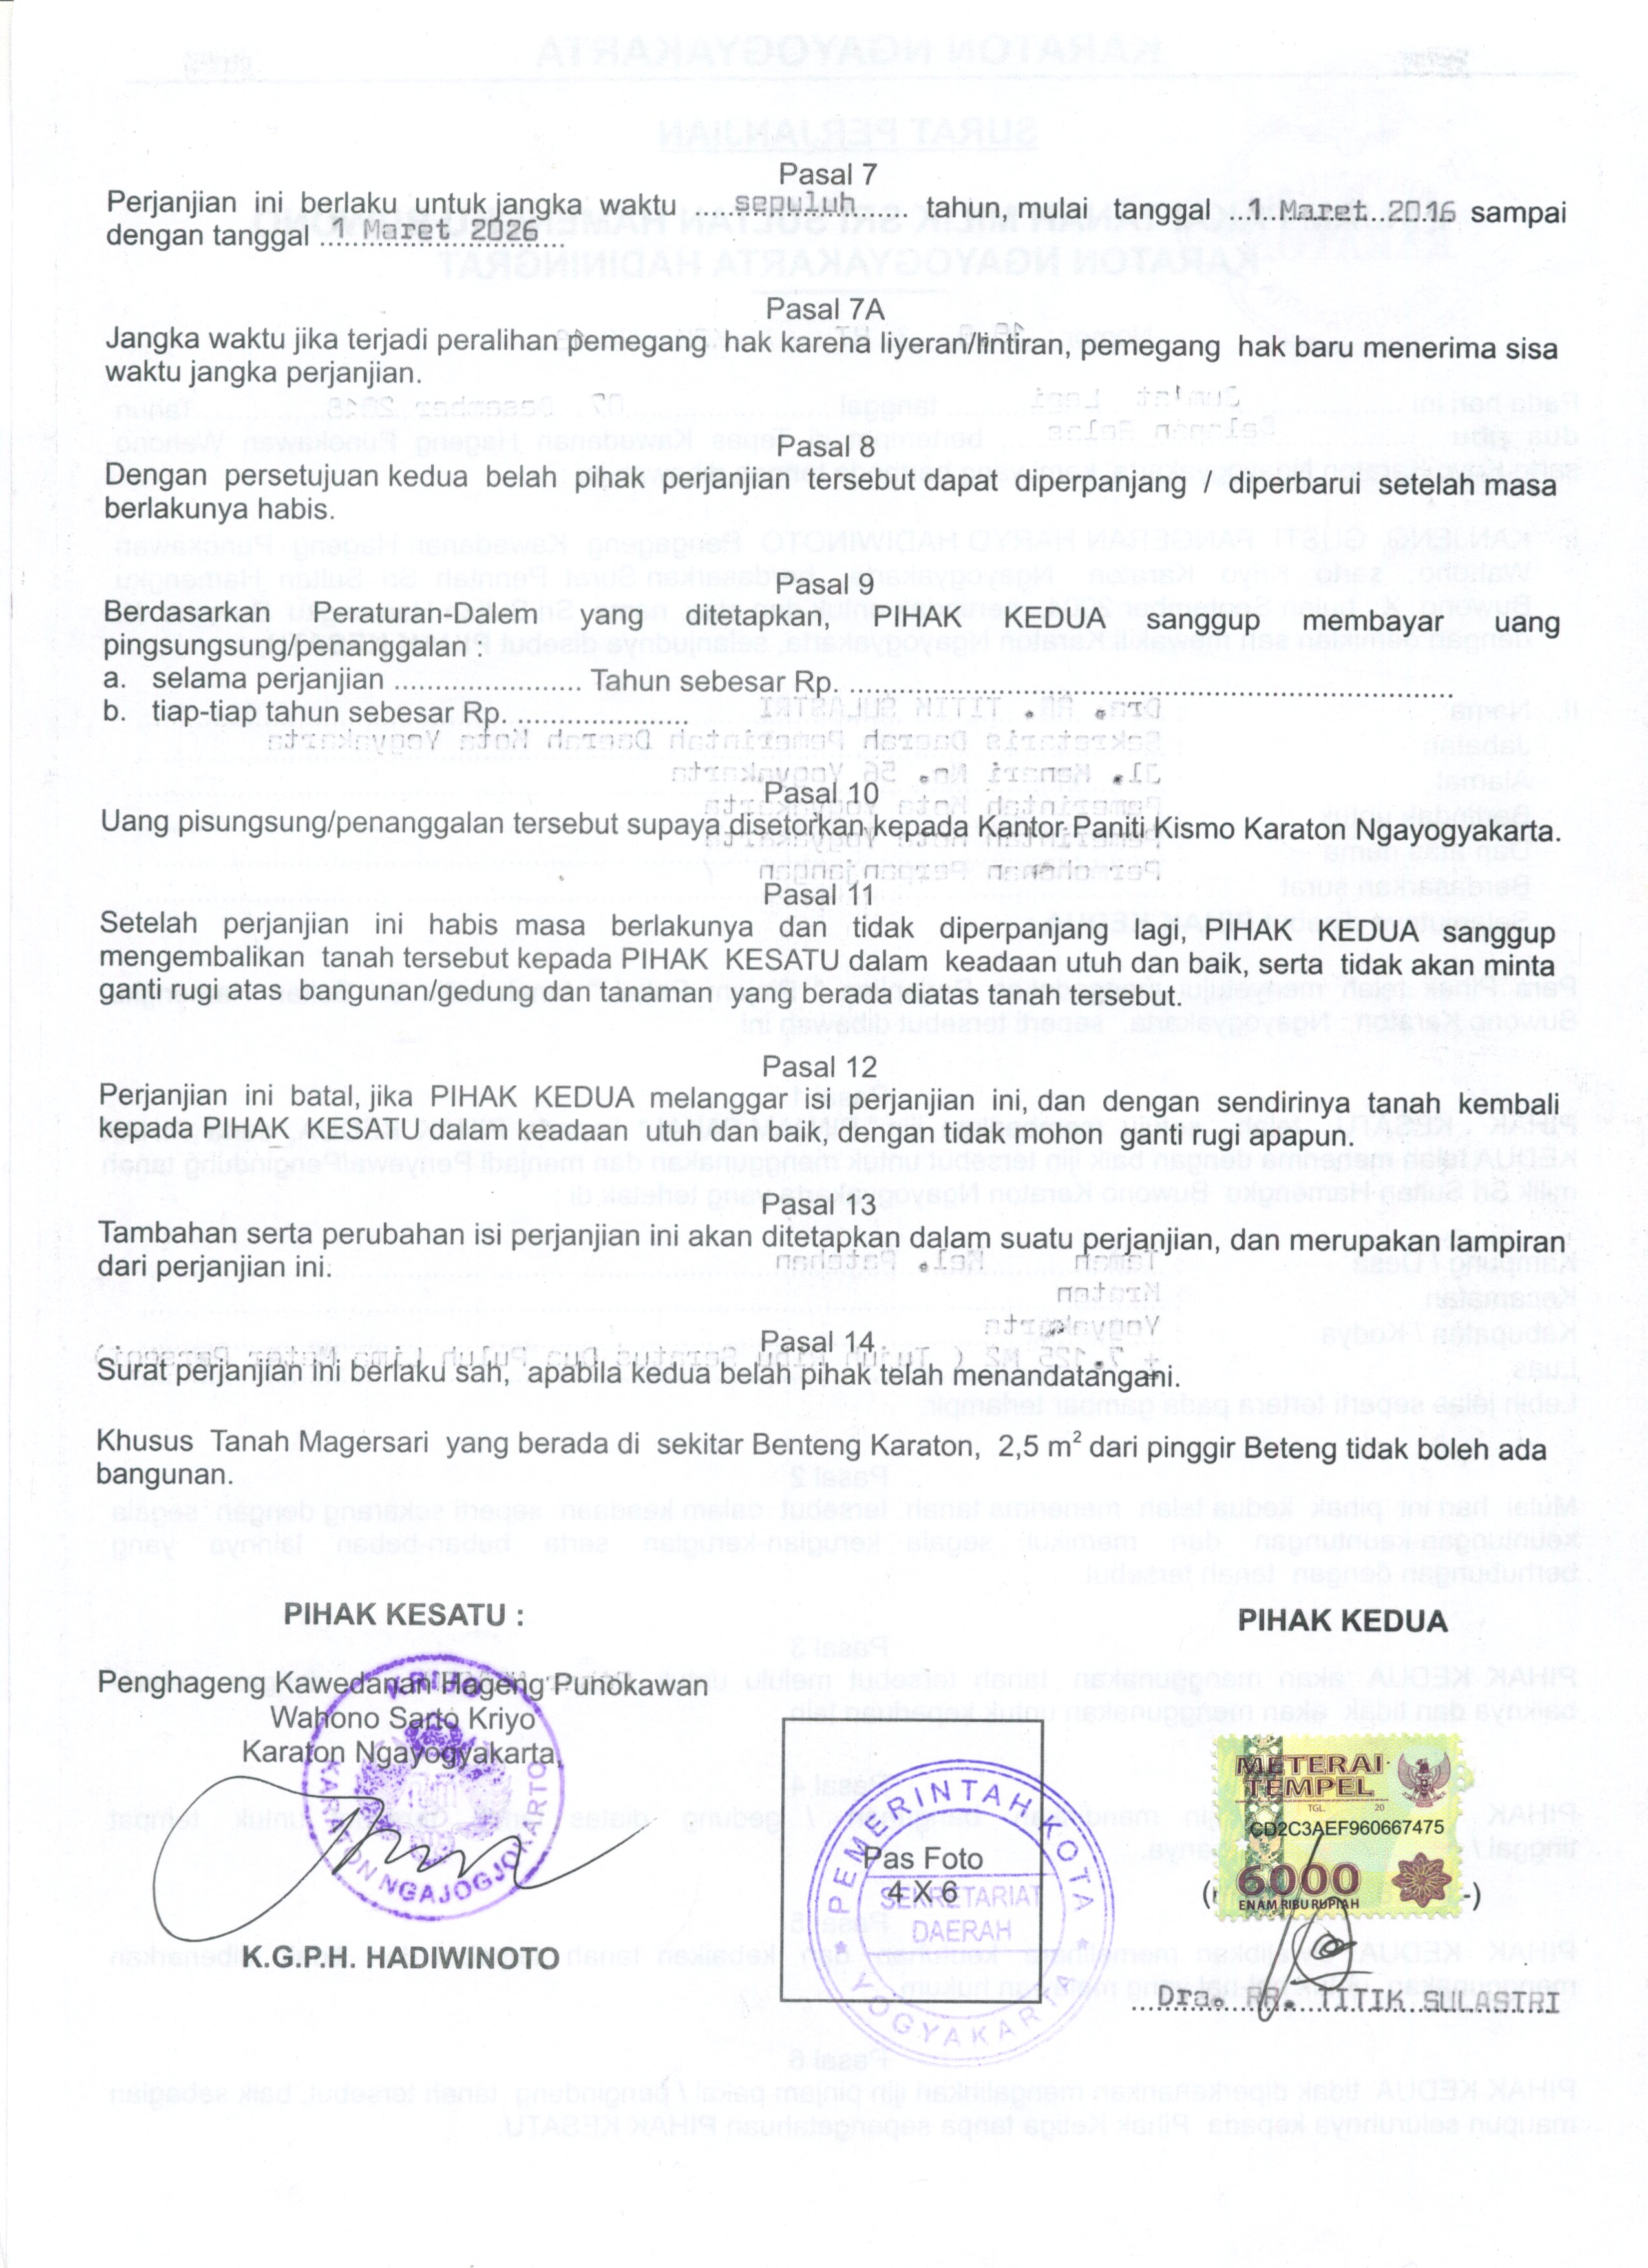 Pasal 7
Perjanjian ini berlaku untuk jangka waktu ....sepuluh...... tahun, mulai tanggal ..1. Maret. 2016 sampai
dengan tanggal ..1 Maret 2026
Pasal 7A
Jangka waktu jika terjadi peralihan pemegang hak karena liyeran/lintiran, pemegang hak baru menerima sisa
waktu jangka perjanjian.
Pasal 8
Dengan persetujuan kedua belah pihak perjanjian tersebut dapat diperpanjang / diperbarui setelah masa
berlakunya habis.
Pasal 9
Berdasarkan Peraturan-Dalem yang ditetapkan, PIHAK KEDUA sanggup membayar uang
pingsungsung/penanggalan :
a. selama perjanjian ...................... Tahun sebesar Rp. ........................................................................
b. tiap-tiap tahun sebesar Rp. ....................
Pasal 10
Uang pisungsung/penanggalan tersebut supaya disetorkan kepada Kantor Paniti Kismo Karaton Ngayogyakarta.
Pasal 11
Setelah perjanjian ini habis masa berlakunya dan tidak diperpanjang lagi, PIHAK KEDUA sanggup
mengembalikan tanah tersebut kepada PIHAK KESATU dalam keadaan utuh dan baik, serta tidak akan minta
ganti rugi atas bangunan/gedung dan tanaman yang berada diatas tanah tersebut.
Pasal 12
Perjanjian ini batal, jika PIHAK KEDUA melanggar isi perjanjian ini, dan dengan sendirinya tanah kembali
kepada PIHAK KESATU dalam keadaan utuh dan baik, dengan tidak mohon ganti rugi apapun.
Pasal 13
Tambahan serta perubahan isi perjanjian ini akan ditetapkan dalam suatu perjanjian, dan merupakan lampiran
dari perjanjian ini:
Pasal 14
Surat perjanjian ini berlaku sah, apabila kedua belah pihak telah menandatangani.
Khusus Tanah Magersari yang berada di sekitar Benteng Karaton, 2,5 m² dari pinggir Beteng tidak boleh ada
bangunan.
PIHAK KESATU :
PIHAK KEDUA
Penghageng Kawedanan Hageng Punokawan
Wahono Sarto Kriyo
Karaton Ngayogyakarta
KARATON NGAJOGJOKARTO
K.G.P.H. HADIWINOTO
PEMERINTAH KOTA
Pas Foto
4 X 6
SEKRETARIAT
DAERAH
YOGYAKARTA
METERAI
TEMPEL
TGL. 20
CD2C3AEF960667475
6000
ENAM RIBU RUPIAH
Dra. RR. TITIK SULASTRI